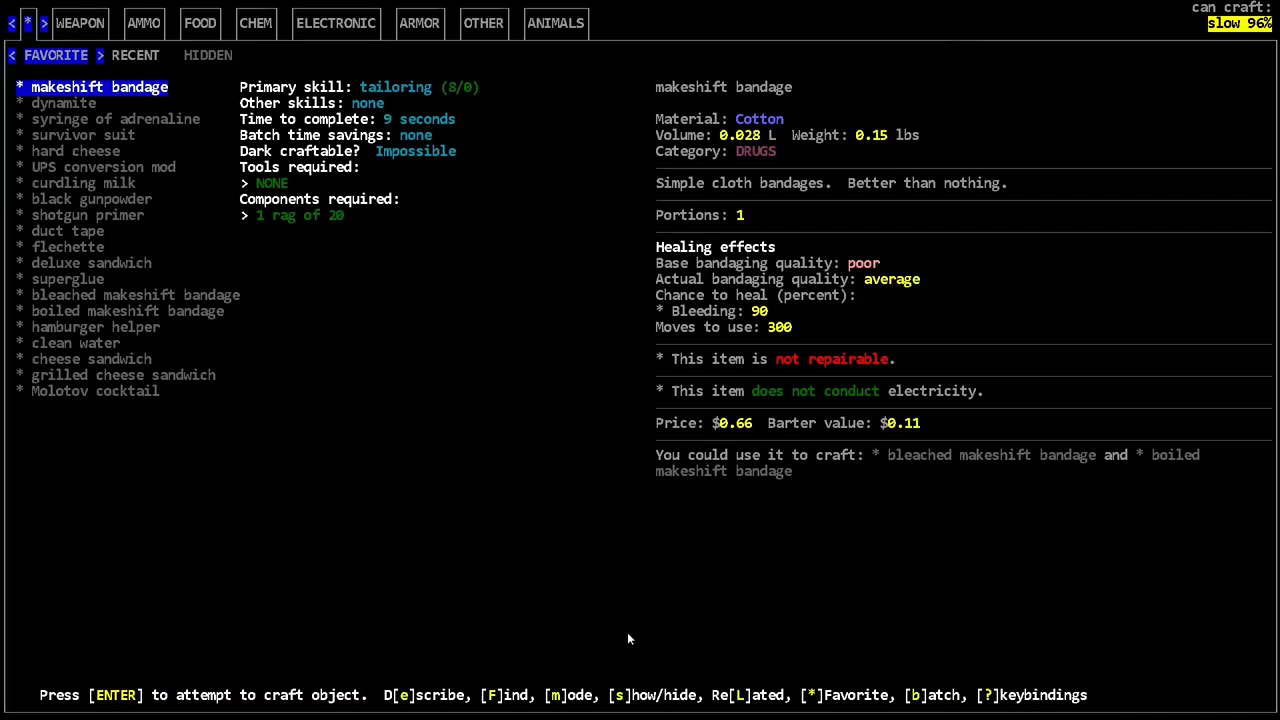 can craft:
< * > WEAPON AMMO FOOD CHEM ELECTRONIC ARMOR OTHER ANIMALS slow 96%
< FAVORITE > RECENT HIDDEN
* makeshift bandage
* dynamite
* syringe of adrenaline
* survivor suit
* hard cheese
* UPS conversion mod
* curdling milk
* black gunpowder
* shotgun primer
* duct tape
* flechette
* deluxe sandwich
* superglue
* bleached makeshift bandage
* boiled makeshift bandage
* hamburger helper
* clean water
* cheese sandwich
* grilled cheese sandwich
* Molotov cocktail
Primary skill: tailoring (8/0)
Other skills: none
Time to complete: 9 seconds
Batch time savings: none
Dark craftable? Impossible
Tools required:
> NONE
Components required:
> 1 rag of 20
makeshift bandage
Material: Cotton
Volume: 0.028 L Weight: 0.15 lbs
Category: DRUGS
Simple cloth bandages. Better than nothing.
Portions: 1
Healing effects
Base bandaging quality: poor
Actual bandaging quality: average
Chance to heal (percent):
* Bleeding: 90
Moves to use: 300
* This item is not repairable.
* This item does not conduct electricity.
Price: $0.66 Barter value: $0.11
You could use it to craft: * bleached makeshift bandage and * boiled
makeshift bandage
Press [ENTER] to attempt to craft object. D[e]scribe, [F]ind, [m]ode, [s]how/hide, Re[L]ated, [*]Favorite, [b]atch, [?]keybindings